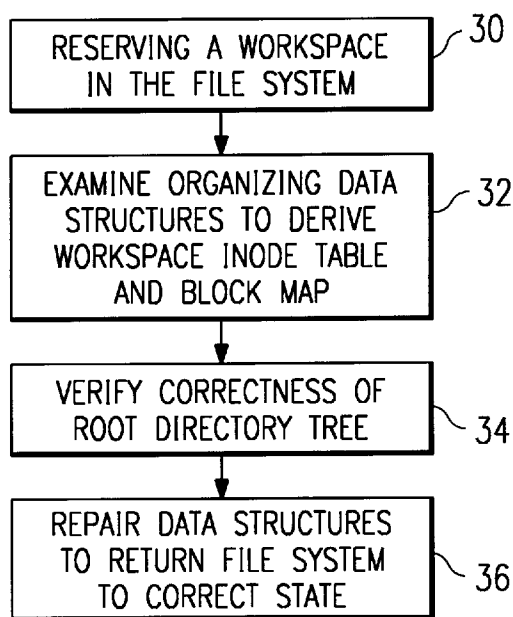 RESERVING A WORKSPACE
IN THE FILE SYSTEM
30
EXAMINE ORGANIZING DATA
STRUCTURES TO DERIVE
WORKSPACE INODE TABLE
AND BLOCK MAP
32
VERIFY CORRECTNESS OF
ROOT DIRECTORY TREE
34
REPAIR DATA STRUCTURES
TO RETURN FILE SYSTEM
TO CORRECT STATE
36